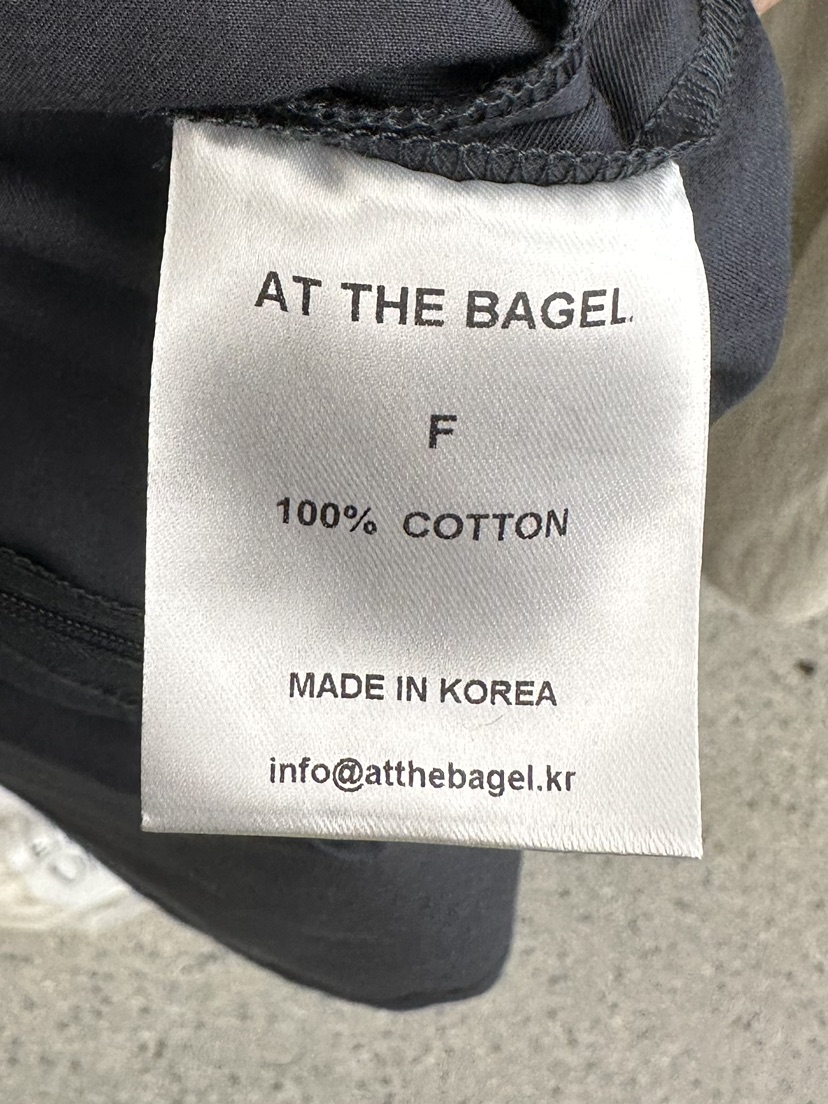 AT THE BAGEL.
F
100% COTTON
MADE IN KOREA
info@atthebagel.kr